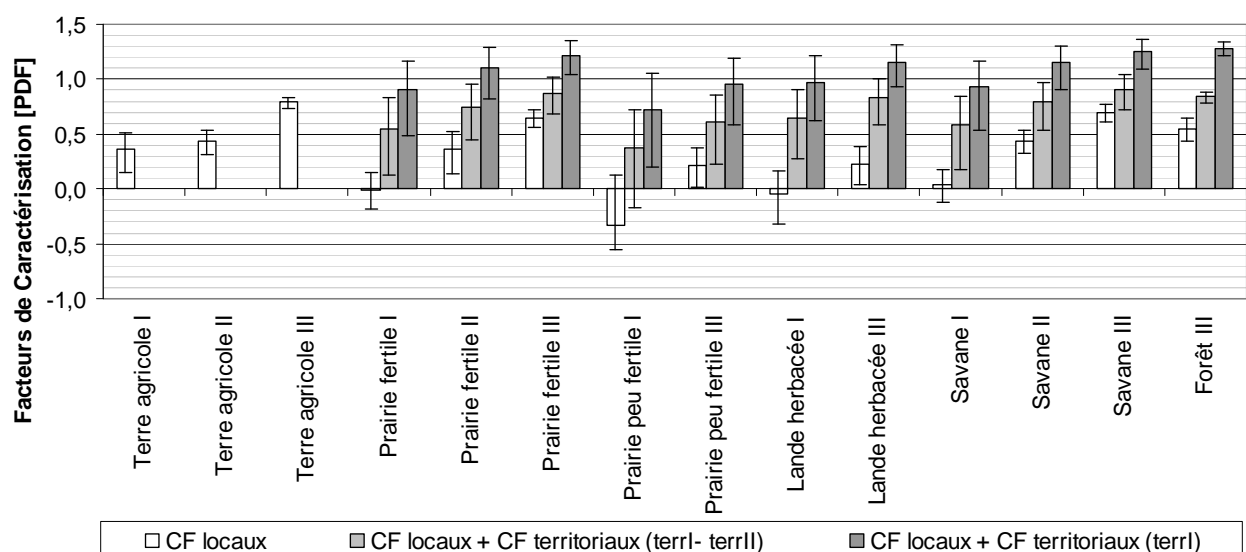 Facteurs de Caractérisation [PDF]
1,5
1,0
0,5
0,0
-0,5
-1,0
Terre agricole I
Terre agricole II
Terre agricole III
Prairie fertile I
Prairie fertile II
Prairie fertile III
Prairie peu fertile I
Prairie peu fertile III
Lande herbacée I
Lande herbacée III
Savane I
Savane II
Savane III
Forêt III
CF locaux
CF locaux + CF territoriaux (terrI- terrII)
CF locaux + CF territoriaux (terrI)